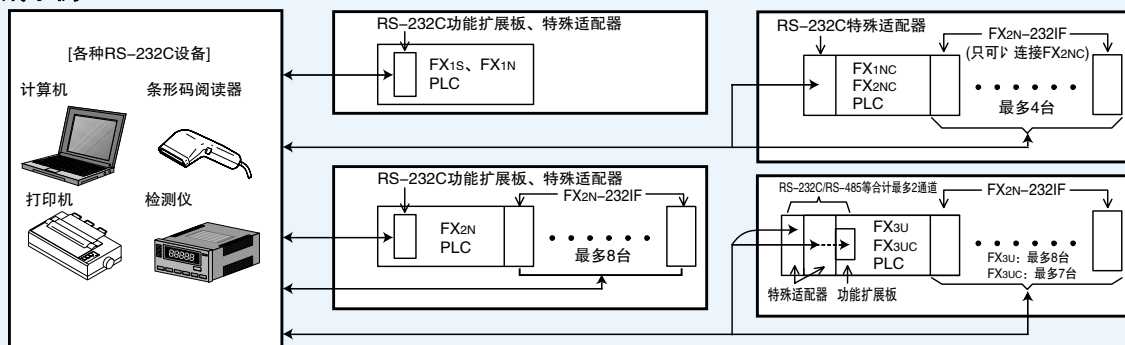 [各种RS-232C设备]
计算机
条形码阅读器
打印机
检测仪
RS-232C功能扩展板、特殊适配器
FX1S、FX1N
PLC
RS-232C特殊适配器
FX2N-232IF
(只可以连接FX2NC)
FX1NC
FX2NC
PLC
最多4台
RS-232C功能扩展板、特殊适配器
FX2N-232IF
FX2N
PLC
最多8台
RS-232C/RS-485等合计最多2通道
FX2N-232IF
FX3U
FX3UC
PLC
FX3U：最多8台
FX3UC：最多7台
特殊适配器
功能扩展板